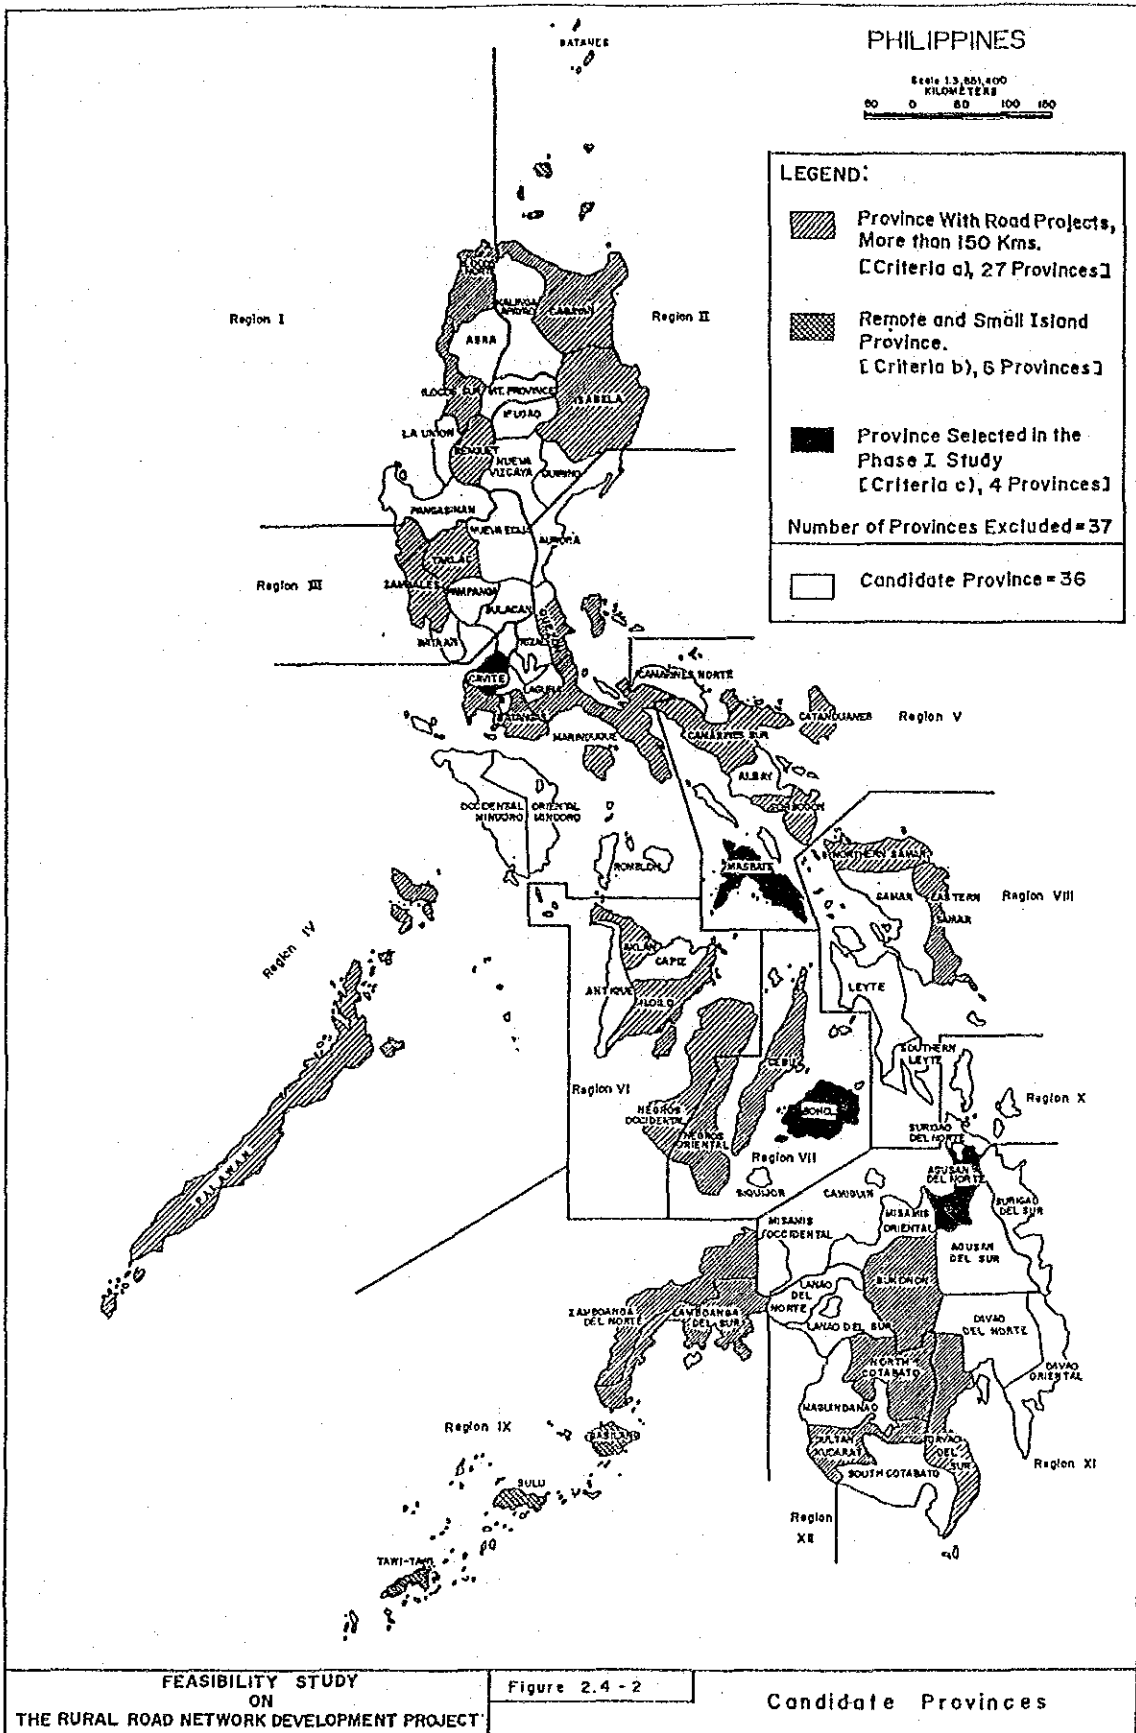 PHILIPPINES
Scale 1:3,881,400
KILOMETERS
50 0 50 100 150
LEGEND:
Province With Road Projects,
More than 150 Kms.
[Criteria a), 27 Provinces]
Remote and Small Island
Province.
[Criteria b), 6 Provinces]
Province Selected in the
Phase I Study
[Criteria c), 4 Provinces]
Number of Provinces Excluded = 37
Candidate Province = 36
BATANES
Region I
Region II
ILOCOS NORTE
KALINGA APAYAO
CAGAYAN
ABRA
ILOCOS SUR
MT. PROVINCE
IFUGAO
ISABELA
LA UNION
BENGUET
NUEVA VIZCAYA
QUIRINO
PANGASINAN
NUEVA ECIJA
AURORA
TARLAC
Region III
ZAMBALES
PAMPANGA
BULACAN
BATAAN
RIZAL
CAVITE
LAGUNA
BATANGAS
CAMARINES NORTE
CATANDUANES
Region V
CAMARINES SUR
MARINDUQUE
ALBAY
SORSOGON
OCCIDENTAL MINDORO
ORIENTAL MINDORO
ROMBLON
MASBATE
NORTHERN SAMAR
SAMAR
EASTERN SAMAR
Region VIII
Region IV
AKLAN
CAPIZ
ANTIQUE
ILOILO
LEYTE
SOUTHERN LEYTE
CEBU
Region VI
NEGROS OCCIDENTAL
NEGROS ORIENTAL
BOHOL
Region VII
Region X
SURIGAO DEL NORTE
PALAWAN
SIQUIJOR
CAMIGUIN
AGUSAN DEL NORTE
SURIGAO DEL SUR
MISAMIS OCCIDENTAL
MISAMIS ORIENTAL
AGUSAN DEL SUR
BUKIDNON
LANAO DEL NORTE
LANAO DEL SUR
ZAMBOANGA DEL NORTE
ZAMBOANGA DEL SUR
DAVAO DEL NORTE
NORTH COTABATO
DAVAO ORIENTAL
MAGUINDANAO
Region IX
BASILAN
SULTAN KUDARAT
DAVAO DEL SUR
SOUTH COTABATO
Region XI
SULU
Region XII
TAWI-TAWI
FEASIBILITY STUDY
ON
THE RURAL ROAD NETWORK DEVELOPMENT PROJECT
Figure 2.4-2
Candidate Provinces